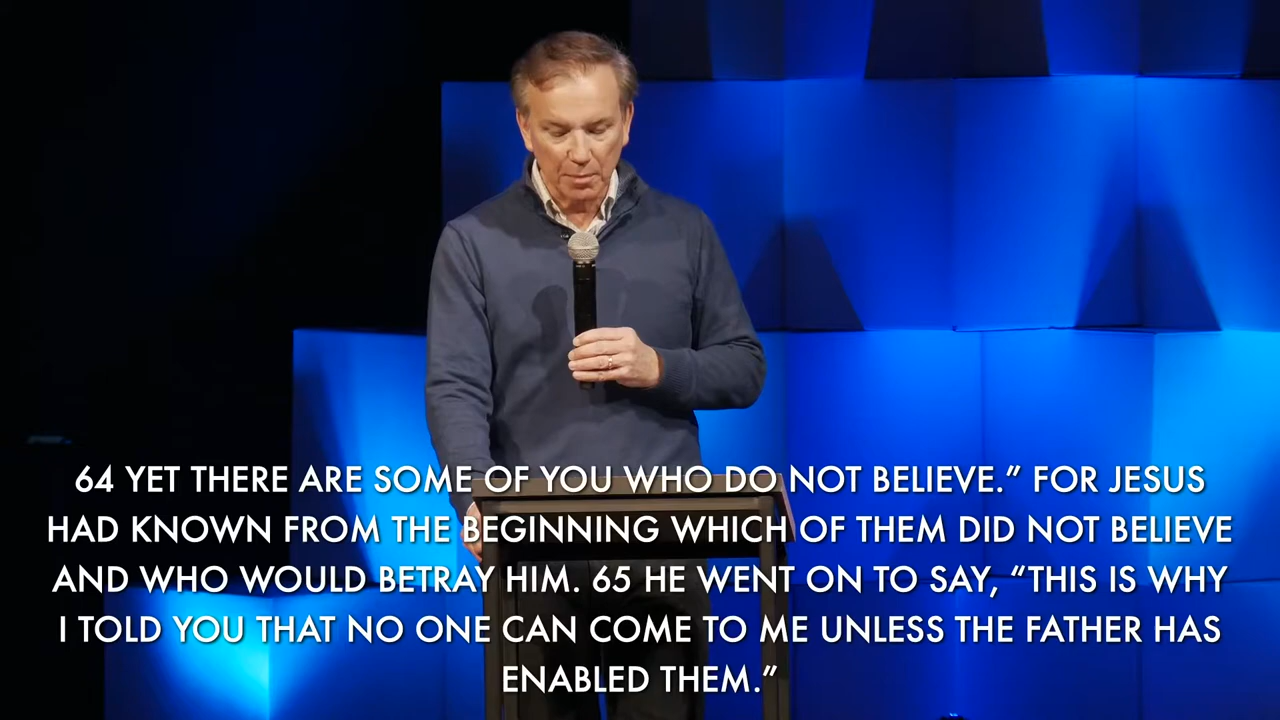 64 YET THERE ARE SOME OF YOU WHO DO NOT BELIEVE.” FOR JESUS
HAD KNOWN FROM THE BEGINNING WHICH OF THEM DID NOT BELIEVE
AND WHO WOULD BETRAY HIM. 65 HE WENT ON TO SAY, “THIS IS WHY
I TOLD YOU THAT NO ONE CAN COME TO ME UNLESS THE FATHER HAS
ENABLED THEM.”